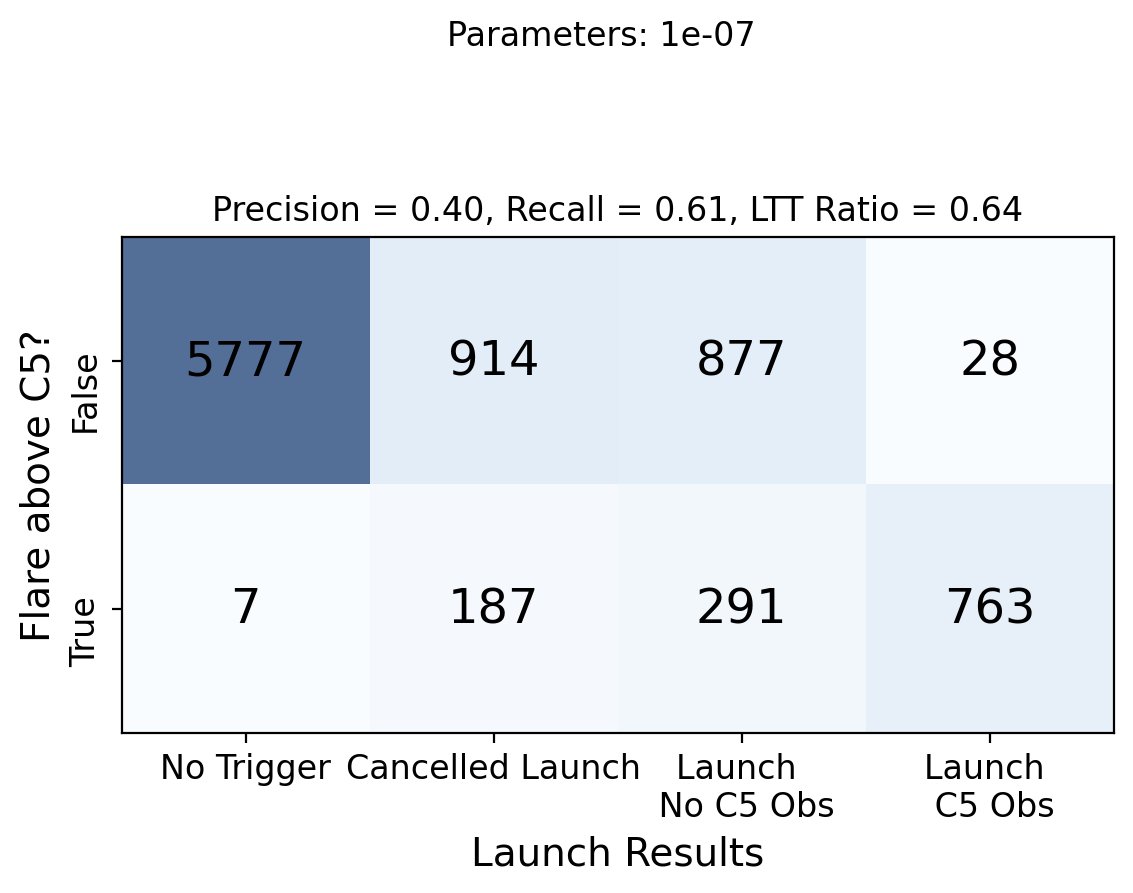 Parameters: 1e-07
Precision = 0.40, Recall = 0.61, LTT Ratio = 0.64
Flare above C5?
False
5777 914 877 28
True
7 187 291 763
No Trigger Cancelled Launch Launch Launch
No C5 Obs C5 Obs
Launch Results